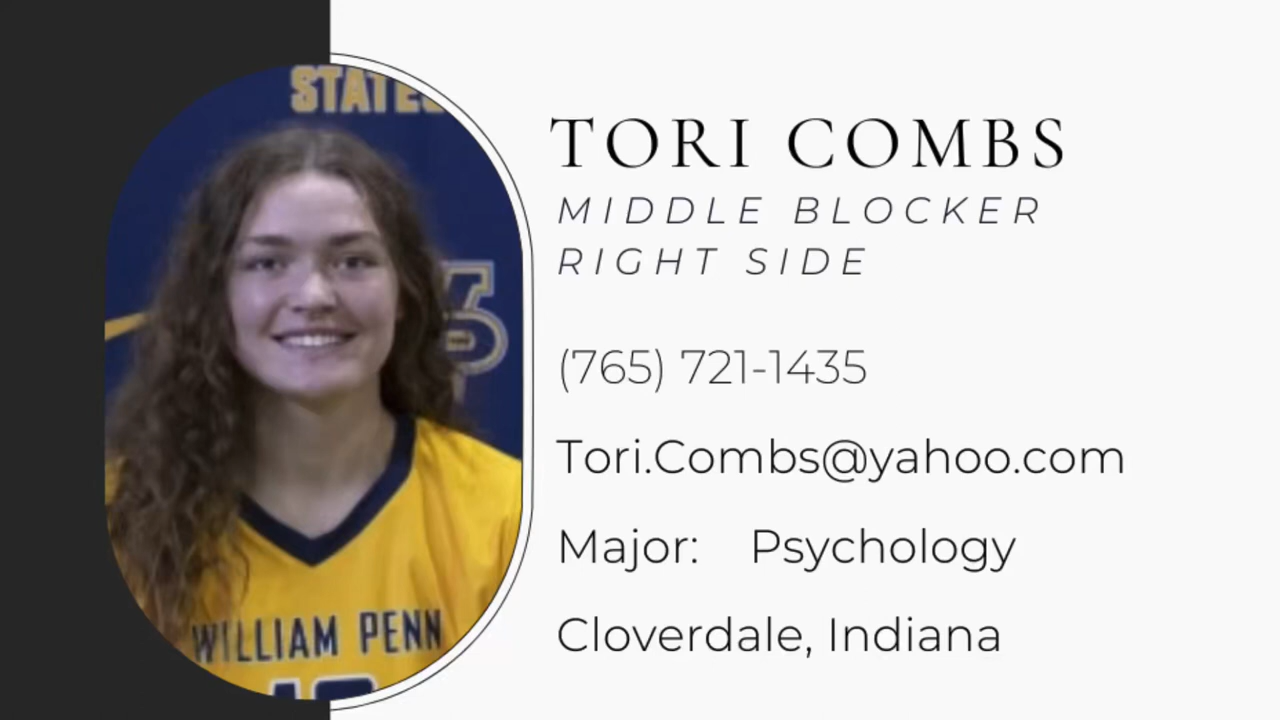 STATES
TORI COMBS
MIDDLE BLOCKER
RIGHT SIDE
(765) 721-1435
Tori.Combs@yahoo.com
Major: Psychology
Cloverdale, Indiana
WILLIAM PENN